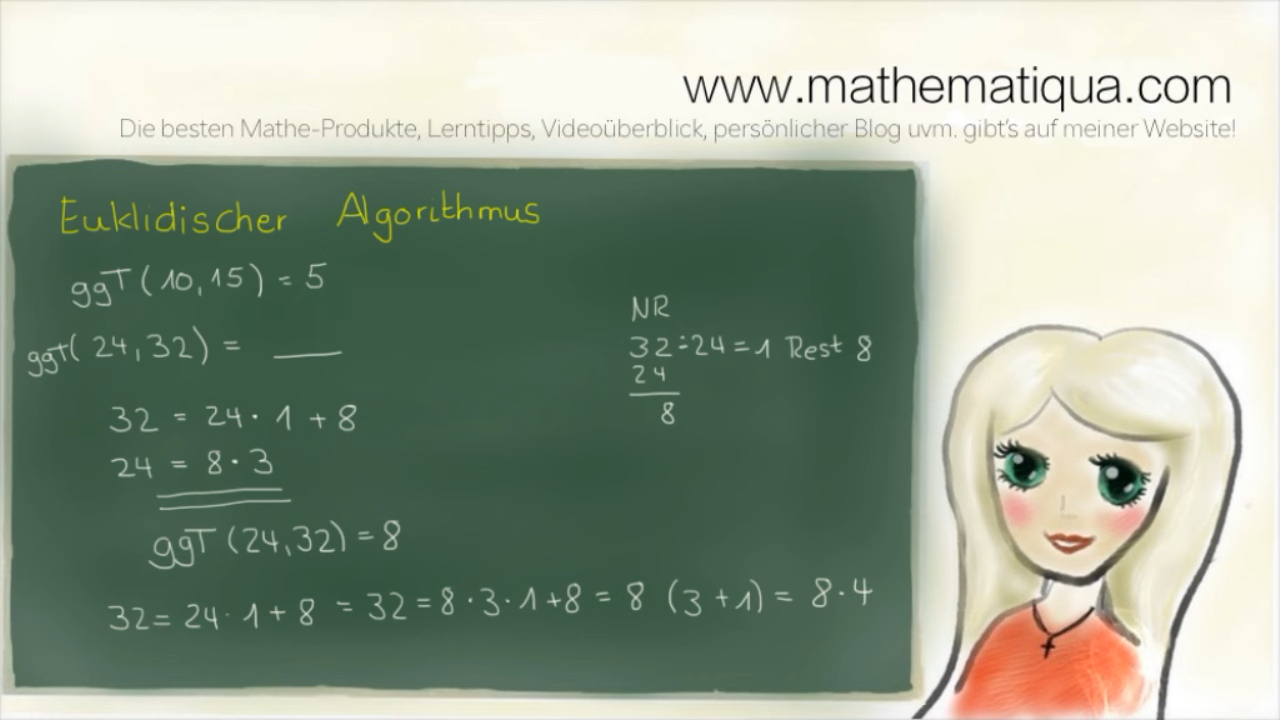 www.mathematiqua.com
Die besten Mathe-Produkte, Lerntipps, Videoüberblick, persönlicher Blog uvm. gibt's auf meiner Website!
Euklidischer Algorithmus
ggT (10,15) = 5
ggT( 24,32) = ___
32 = 24 · 1 + 8
24 = 8 · 3
ggT (24,32) = 8
32 = 24 · 1 + 8 = 32 = 8 · 3 · 1 + 8 = 8 (3 + 1) = 8 · 4
NR
32 : 24 = 1 Rest 8
24
8